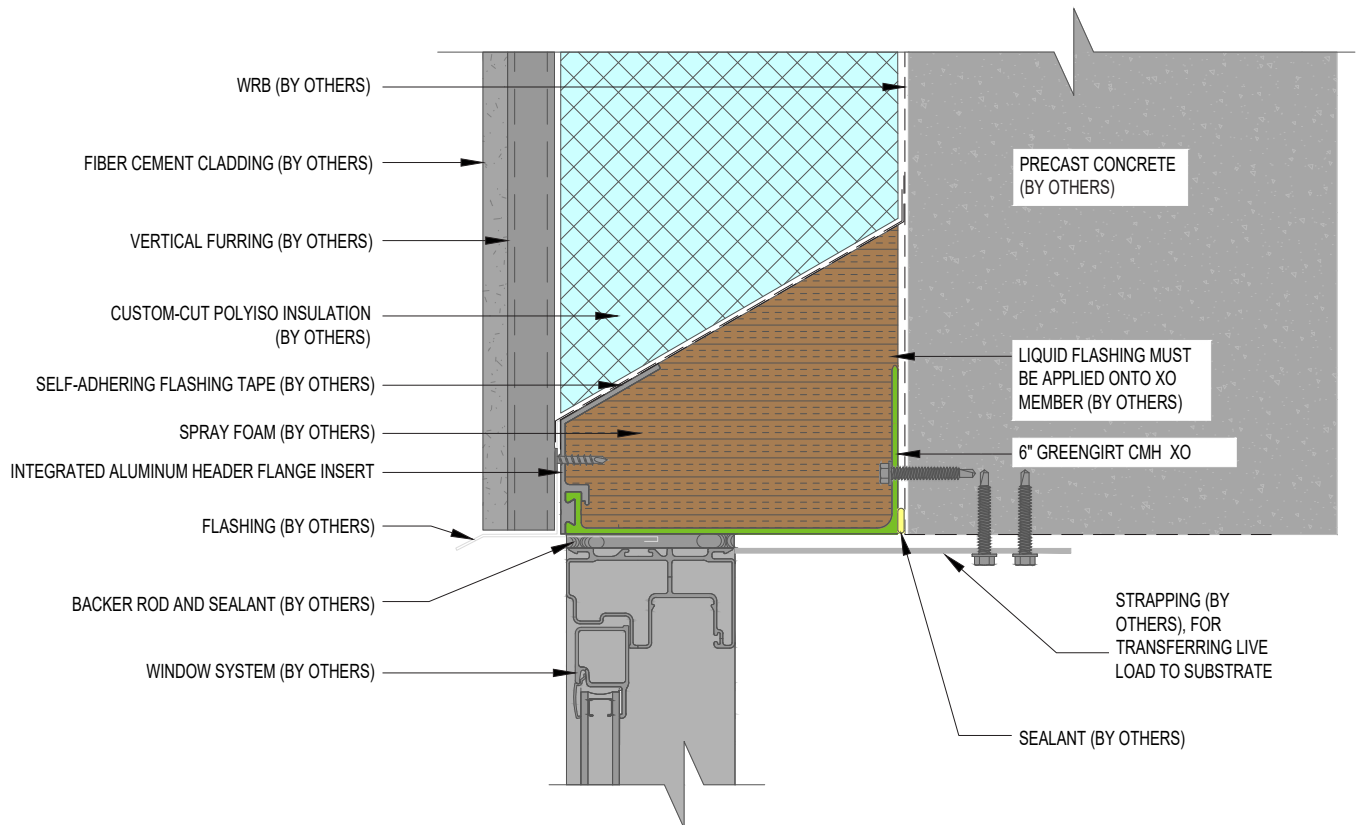 WRB (BY OTHERS)
FIBER CEMENT CLADDING (BY OTHERS)
VERTICAL FURRING (BY OTHERS)
CUSTOM-CUT POLYISO INSULATION
(BY OTHERS)
SELF-ADHERING FLASHING TAPE (BY OTHERS)
SPRAY FOAM (BY OTHERS)
INTEGRATED ALUMINUM HEADER FLANGE INSERT
FLASHING (BY OTHERS)
BACKER ROD AND SEALANT (BY OTHERS)
WINDOW SYSTEM (BY OTHERS)
PRECAST CONCRETE
(BY OTHERS)
LIQUID FLASHING MUST
BE APPLIED ONTO XO
MEMBER (BY OTHERS)
6" GREENGIRT CMH XO
STRAPPING (BY
OTHERS), FOR
TRANSFERRING LIVE
LOAD TO SUBSTRATE
SEALANT (BY OTHERS)